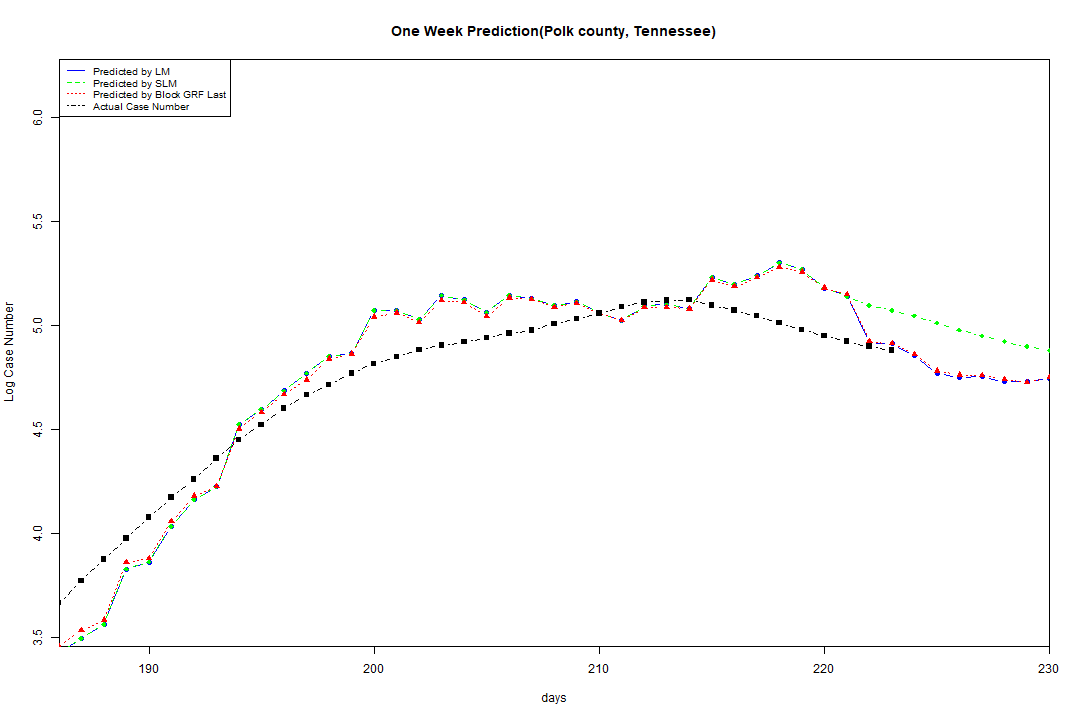 One Week Prediction(Polk county, Tennessee)
Predicted by LM
Predicted by SLM
Predicted by Block GRF Last
Actual Case Number
Log Case Number
6.0
5.5
5.0
4.5
4.0
3.5
190 200 210 220 230
days